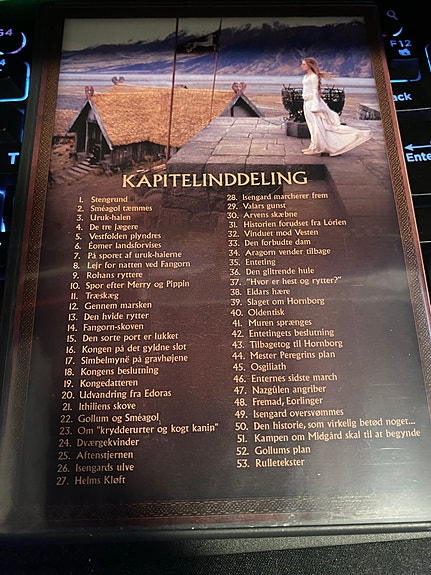 G4
F12
T
ack
Ente
KAPITELINDDELING
1. Stengrund
2. Sméagol tæmmes
3. Uruk-haien
4. De tre jægere
5. Vestfolden plyndres
6. Éomer landsforvises
7. På sporet af uruk-haierne
8. Lejr for natten ved Fangorn
9. Rohans ryttere
10. Spor efter Merry og Pippin
11. Træskæg
12. Gennem marsken
13. Den hvide rytter
14. Fangorn-skoven
15. Den sorte port er lukket
16. Kongen på det gyldne slot
17. Simbelmynë på gravhøjene
18. Kongens beslutning
19. Kongedatteren
20. Udvandring fra Edoras
21. Ithiliens skove
22. Gollum og Sméagol
23. Om "krydderurter og kogt kanin"
24. Dværgekvinder
25. Aftenstjernen
26. Isengards ulve
27. Helms Kløft
28. Isengard marcherer frem
29. Valars gunst
30. Arvens skæbne
31. Historien forudset fra Lórien
32. Vinduet mod Vesten
33. Den forbudte dam
34. Aragorn vender tilbage
35. Enteting
36. Den glitrende hule
37. "Hvor er hest og rytter?"
38. Eldars hære
39. Slaget om Hornborg
40. Oldentisk
41. Muren sprænges
42. Entetingets beslutning
43. Tilbagetog til Hornborg
44. Mester Peregrins plan
45. Osgiliath
46. Enternes sidste march
47. Nazgûlen angriber
48. Fremad, Eorlinger
49. Isengard oversvømmes
50. Den historie, som virkelig betød noget...
51. Kampen om Midgård skal til at begynde
52. Gollums plan
53. Rulletekster